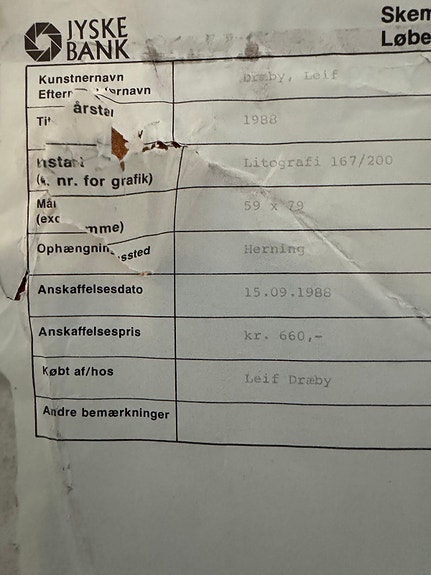 JYSKE
BANK
Skem
Løbe
Kunstnernavn
Dræby, Leif
årstal
1988
Litografi 167/200
nr. for grafik)
59 x 79
mme)
Herning
Anskaffelsesdato
15.09.1988
Anskaffelsespris
kr. 660,-
Købt af/hos
Leif Dræby
Andre bemærkninger